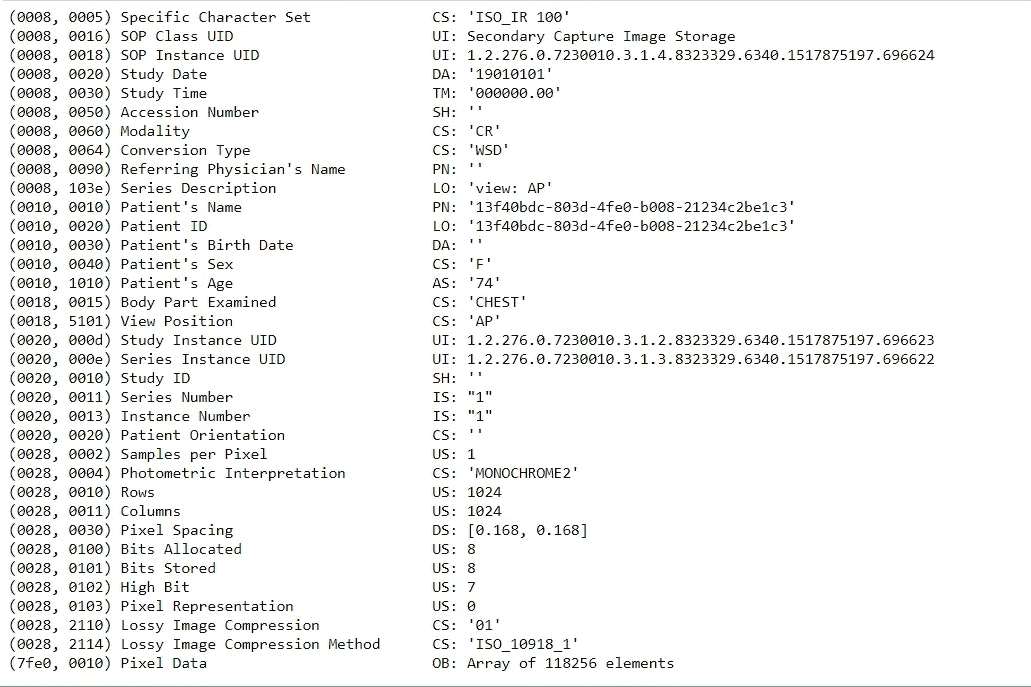 (0008, 0005) Specific Character Set CS: 'ISO_IR 100'
(0008, 0016) SOP Class UID UI: Secondary Capture Image Storage
(0008, 0018) SOP Instance UID UI: 1.2.276.0.7230010.3.1.4.8323329.6340.1517875197.696624
(0008, 0020) Study Date DA: '19010101'
(0008, 0030) Study Time TM: '000000.00'
(0008, 0050) Accession Number SH: ''
(0008, 0060) Modality CS: 'CR'
(0008, 0064) Conversion Type CS: 'WSD'
(0008, 0090) Referring Physician's Name PN: ''
(0008, 103e) Series Description LO: 'view: AP'
(0010, 0010) Patient's Name PN: '13f40bdc-803d-4fe0-b008-21234c2be1c3'
(0010, 0020) Patient ID LO: '13f40bdc-803d-4fe0-b008-21234c2be1c3'
(0010, 0030) Patient's Birth Date DA: ''
(0010, 0040) Patient's Sex CS: 'F'
(0010, 1010) Patient's Age AS: '74'
(0018, 0015) Body Part Examined CS: 'CHEST'
(0018, 5101) View Position CS: 'AP'
(0020, 000d) Study Instance UID UI: 1.2.276.0.7230010.3.1.2.8323329.6340.1517875197.696623
(0020, 000e) Series Instance UID UI: 1.2.276.0.7230010.3.1.3.8323329.6340.1517875197.696622
(0020, 0010) Study ID SH: ''
(0020, 0011) Series Number IS: "1"
(0020, 0013) Instance Number IS: "1"
(0020, 0020) Patient Orientation CS: ''
(0028, 0002) Samples per Pixel US: 1
(0028, 0004) Photometric Interpretation CS: 'MONOCHROME2'
(0028, 0010) Rows US: 1024
(0028, 0011) Columns US: 1024
(0028, 0030) Pixel Spacing DS: [0.168, 0.168]
(0028, 0100) Bits Allocated US: 8
(0028, 0101) Bits Stored US: 8
(0028, 0102) High Bit US: 7
(0028, 0103) Pixel Representation US: 0
(0028, 2110) Lossy Image Compression CS: '01'
(0028, 2114) Lossy Image Compression Method CS: 'ISO_10918_1'
(7fe0, 0010) Pixel Data OB: Array of 118256 elements